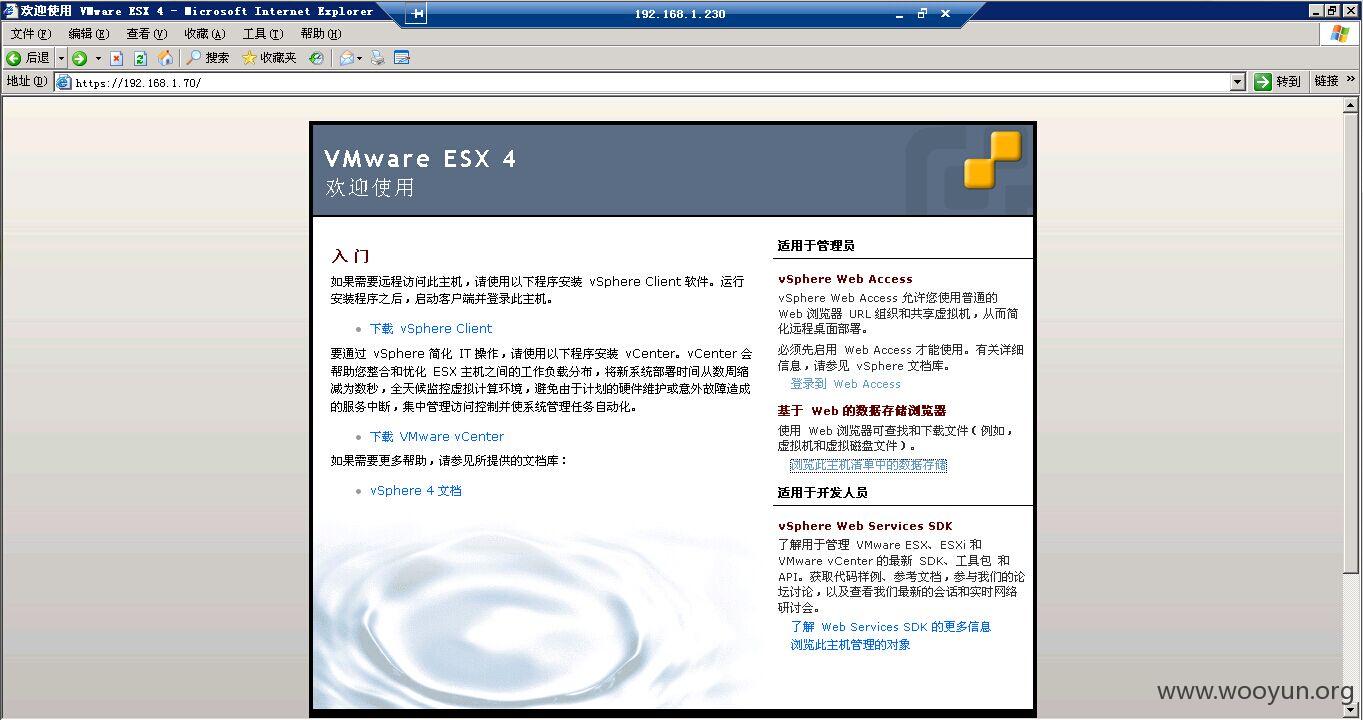 欢迎使用 VMware ESX 4 - Microsoft Internet Explorer
192.168.1.230
文件(F) 编辑(E) 查看(V) 收藏(A) 工具(T) 帮助(H)
后退 搜索 收藏夹
地址(D) https://192.168.1.70/ 转到 链接 »
VMware ESX 4
欢迎使用
入门
如果需要远程访问此主机，请使用以下程序安装 vSphere Client 软件。运行
安装程序之后，启动客户端并登录此主机。
下载 vSphere Client
要通过 vSphere 简化 IT 操作，请使用以下程序安装 vCenter。vCenter 会
帮助您整合和优化 ESX 主机之间的工作负载分布，将新系统部署时间从数周缩
减为数秒，全天候监控虚拟计算环境，避免由于计划的硬件维护或意外故障造成
的服务中断，集中管理访问控制并使系统管理任务自动化。
下载 VMware vCenter
如果需要更多帮助，请参见所提供的文档库：
vSphere 4 文档
适用于管理员
vSphere Web Access
vSphere Web Access 允许您使用普通的
Web 浏览器 URL 组织和共享虚拟机，从而简
化远程桌面部署。
必须先启用 Web Access 才能使用。有关详细
信息，请参见 vSphere 文档库。
登录到 Web Access
基于 Web 的数据存储浏览器
使用 Web 浏览器可查找和下载文件（例如，
虚拟机和虚拟磁盘文件）。
浏览此主机清单中的数据存储
适用于开发人员
vSphere Web Services SDK
了解用于管理 VMware ESX、ESXi 和
VMware vCenter 的最新 SDK、工具包 和
API。获取代码样例、参考文档，参与我们的论
坛讨论，以及查看我们最新的会话和实时网络
研讨会。
了解 Web Services SDK 的更多信息
浏览此主机管理的对象
www.wooyun.org